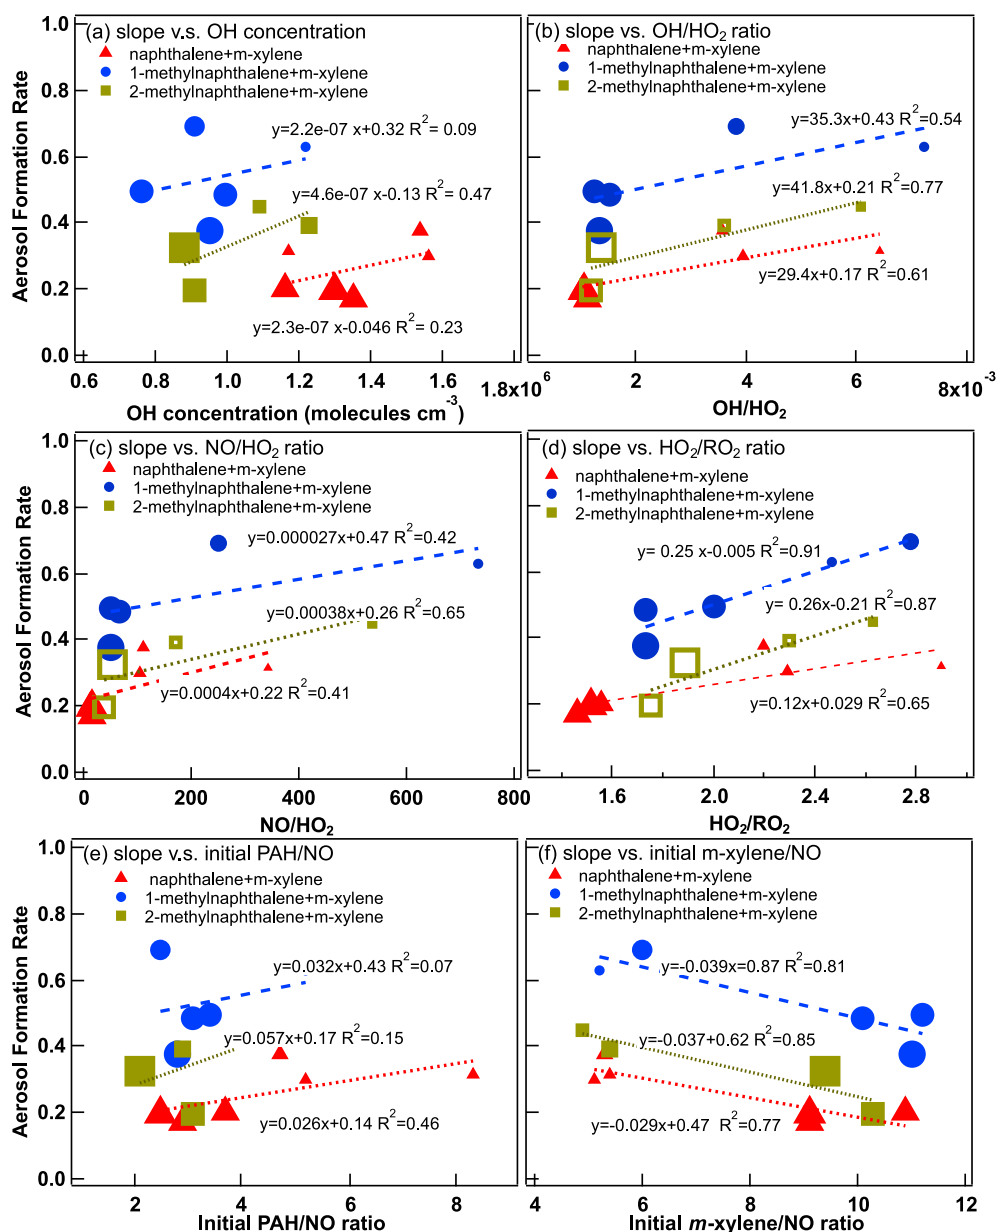 (a) slope v.s. OH concentration
naphthalene+m-xylene
1-methylnaphthalene+m-xylene
2-methylnaphthalene+m-xylene
y=2.2e-07 x+0.32 R²= 0.09
y=4.6e-07 x-0.13 R²= 0.47
y=2.3e-07 x-0.046 R²= 0.23
Aerosol Formation Rate
1.0
0.8
0.6
0.4
0.2
0.0
0.6 0.8 1.0 1.2 1.4 1.8x10⁶
OH concentration (molecules cm⁻³)
(b) slope vs. OH/HO₂ ratio
naphthalene+m-xylene
1-methylnaphthalene+m-xylene
2-methylnaphthalene+m-xylene
y=35.3x+0.43 R²= 0.54
y=41.8x+0.21 R²= 0.77
y=29.4x+0.17 R²= 0.61
2 4 6 8x10⁻³
OH/HO₂
(c) slope vs. NO/HO₂ ratio
naphthalene+m-xylene
1-methylnaphthalene+m-xylene
2-methylnaphthalene+m-xylene
y=0.000027x+0.47 R²= 0.42
y=0.00038x+0.26 R²= 0.65
y=0.0004x+0.22 R²= 0.41
Aerosol Formation Rate
1.0
0.8
0.6
0.4
0.2
0.0
0 200 400 600 800
NO/HO₂
(d) slope vs. HO₂/RO₂ ratio
naphthalene+m-xylene
1-methylnaphthalene+m-xylene
2-methylnaphthalene+m-xylene
y= 0.25 x-0.005 R²= 0.91
y= 0.26x-0.21 R²= 0.87
y=0.12x+0.029 R²= 0.65
1.6 2.0 2.4 2.8
HO₂/RO₂
(e) slope v.s. initial PAH/NO
naphthalene+m-xylene
1-methylnaphthalene+m-xylene
2-methylnaphthalene+m-xylene
y=0.032x+0.43 R²= 0.07
y=0.057x+0.17 R²= 0.15
y=0.026x+0.14 R²= 0.46
Aerosol Formation Rate
1.0
0.8
0.6
0.4
0.2
0.0
2 4 6 8
Initial PAH/NO ratio
(f) slope vs. initial m-xylene/NO
naphthalene+m-xylene
1-methylnaphthalene+m-xylene
2-methylnaphthalene+m-xylene
y=-0.039x=0.87 R²= 0.81
y=-0.037+0.62 R²= 0.85
y=-0.029x+0.47 R²= 0.77
4 6 8 10 12
Initial m-xylene/NO ratio